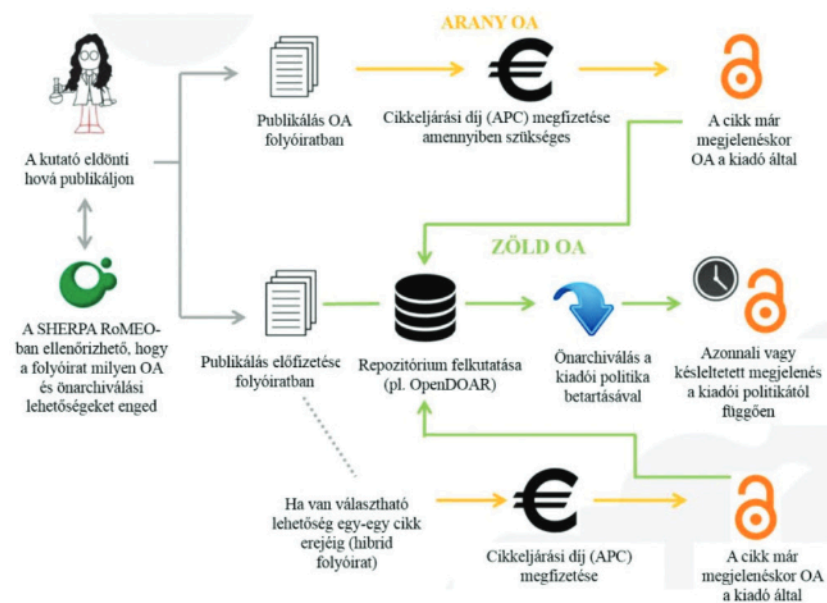 ARANY OA
Publikálás OA
folyóiratban
Cikkeljárási díj (APC) megfizetése
amennyiben szükséges
A cikk már
megjelenéskor
OA a kiadó által
A kutató eldönti
hová publikáljon
ZÖLD OA
A SHERPA RoMEO-
ban ellenőrizhető, hogy
a folyóirat milyen OA
és önarchiválási
lehetőségeket enged
Publikálás előfizetése
folyóiratban
Repozitórium felkutatása
(pl. OpenDOAR)
Önarchiválás a
kiadói politika
betartásával
Azonnali vagy
késleltetett megjelenés
a kiadói politikától
függően
Ha van választható
lehetőség egy-egy cikk
erejéig (hibrid
folyóirat)
Cikkeljárási díj (APC)
megfizetése
A cikk már
megjelenéskor OA
a kiadó által